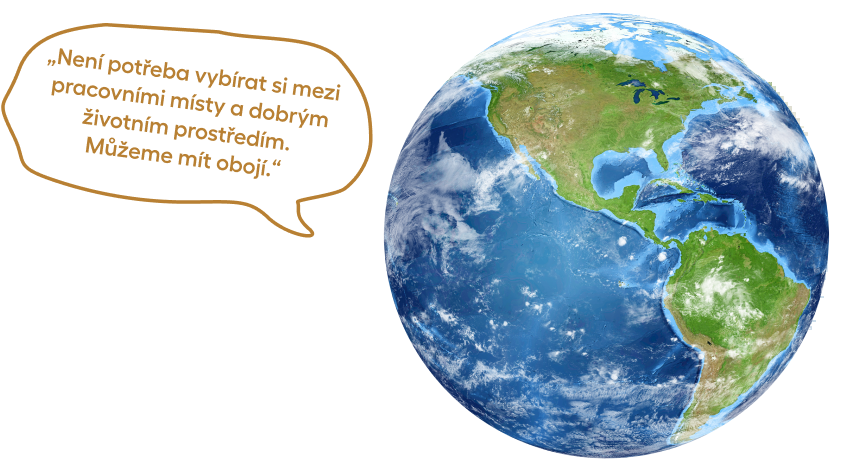 „Není potřeba vybírat si mezi
pracovními místy a dobrým
životním prostředím.
Můžeme mít obojí.“